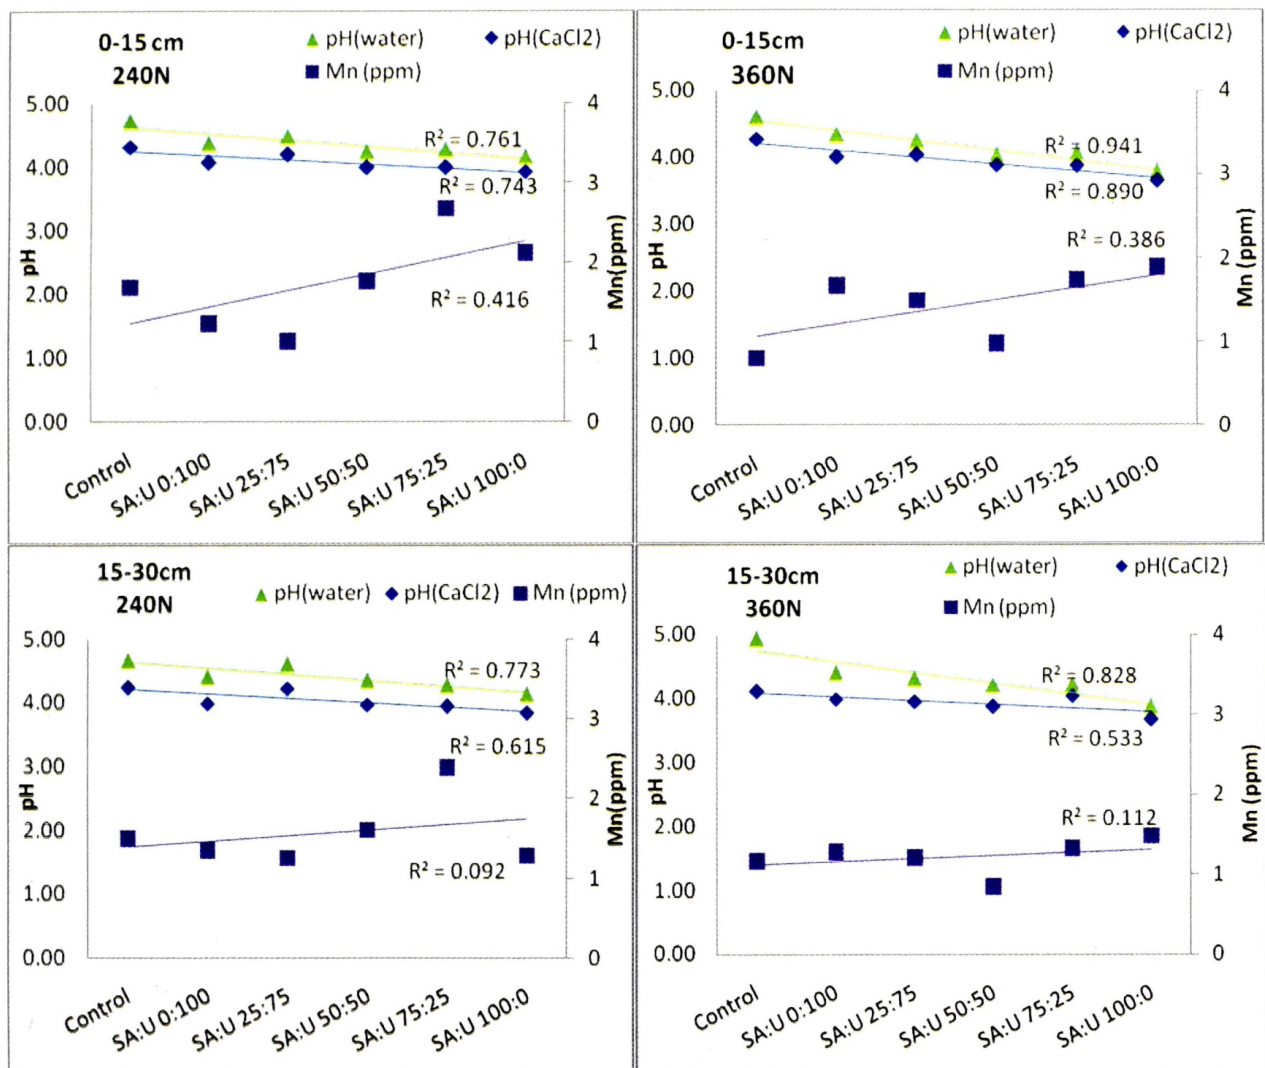 0-15 cm
240N
pH(water)
pH(CaCl2)
Mn (ppm)
5.00
4.00
3.00
2.00
1.00
0.00
pH
4
3
2
1
0
Mn(ppm)
R² = 0.761
R² = 0.743
R² = 0.416
Control
SA:U 0:100
SA:U 25:75
SA:U 50:50
SA:U 75:25
SA:U 100:0
0-15cm
360N
pH(water)
pH(CaCl2)
Mn (ppm)
5.00
4.00
3.00
2.00
1.00
0.00
pH
4
3
2
1
0
Mn (ppm)
R² = 0.941
R² = 0.890
R² = 0.386
Control
SA:U 0:100
SA:U 25:75
SA:U 50:50
SA:U 75:25
SA:U 100:0
15-30cm
240N
pH(water)
pH(CaCl2)
Mn (ppm)
5.00
4.00
3.00
2.00
1.00
0.00
pH
4
3
2
1
0
Mn(ppm)
R² = 0.773
R² = 0.615
R² = 0.092
Control
SA:U 0:100
SA:U 25:75
SA:U 50:50
SA:U 75:25
SA:U 100:0
15-30cm
360N
pH(water)
pH(CaCl2)
Mn (ppm)
5.00
4.00
3.00
2.00
1.00
0.00
pH
4
3
2
1
0
Mn (ppm)
R² = 0.828
R² = 0.533
R² = 0.112
Control
SA:U 0:100
SA:U 25:75
SA:U 50:50
SA:U 75:25
SA:U 100:0